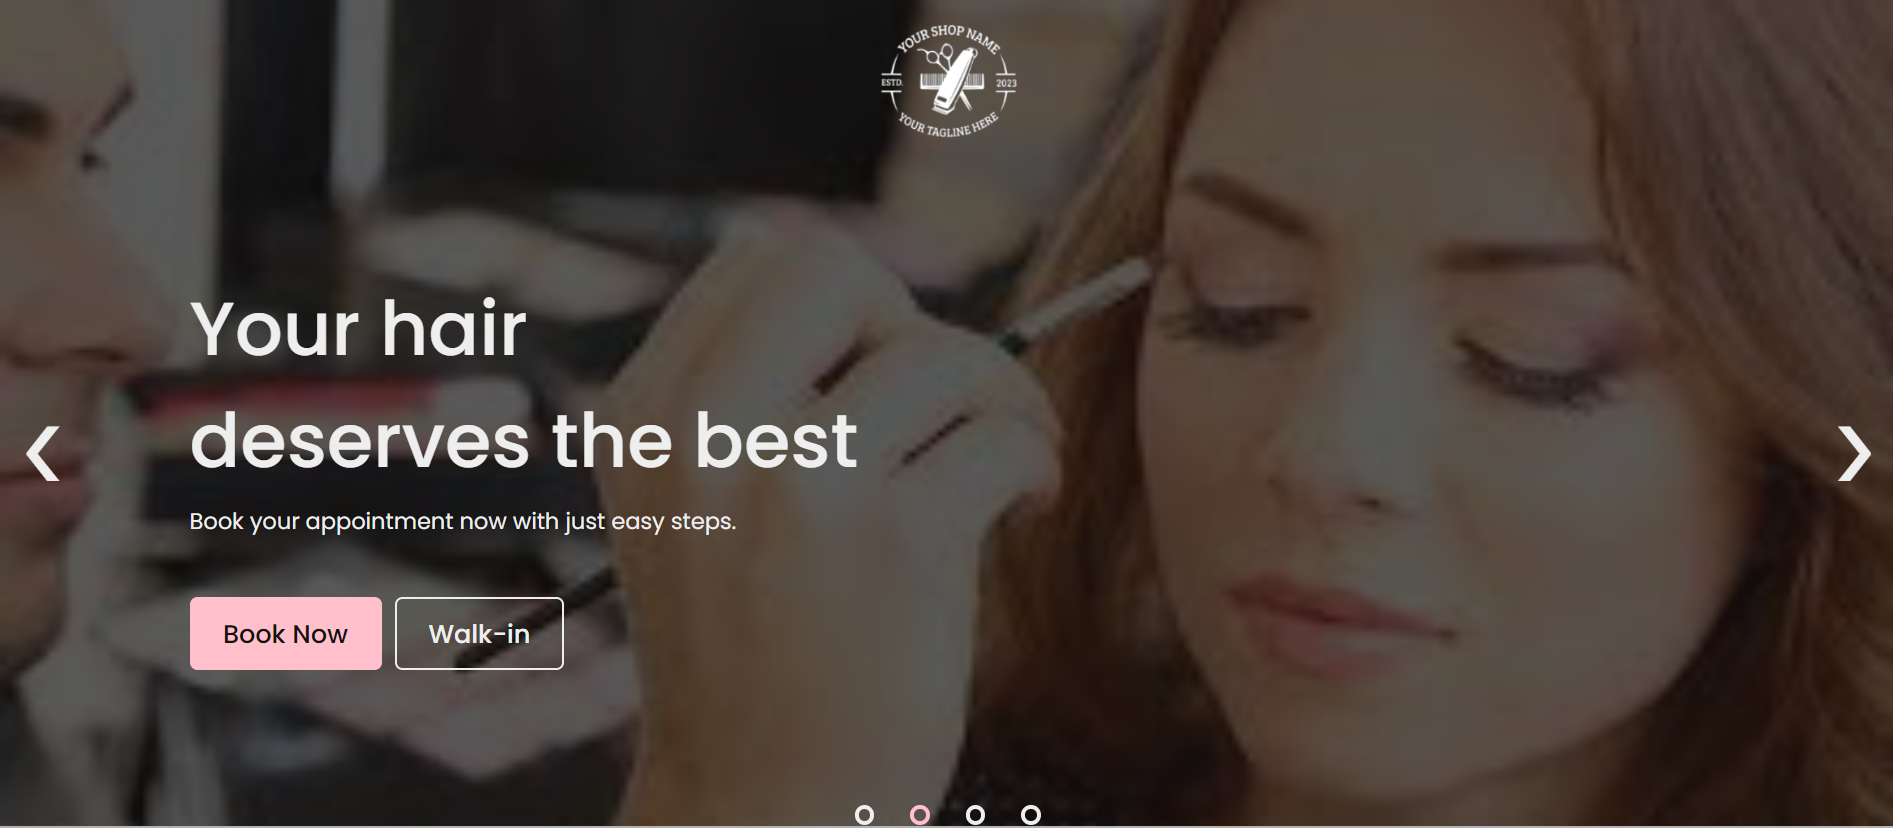 YOUR SHOP NAME
ESTD. 2023
YOUR TAGLINE HERE
Your hair
deserves the best
Book your appointment now with just easy steps.
Book Now Walk-in